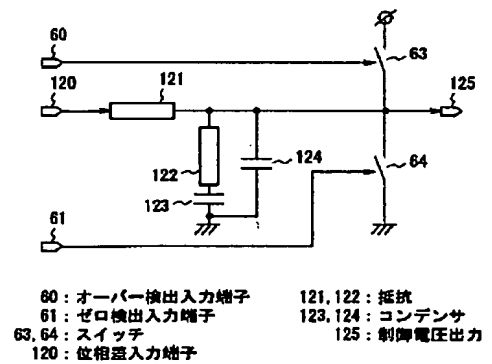 60
63
120
121
125
122
124
64
123
61
60：オーバー検出入力端子
61：ゼロ検出入力端子
63,64：スイッチ
120：位相器入力端子
121,122：抵抗
123,124：コンデンサ
125：制御電圧出力